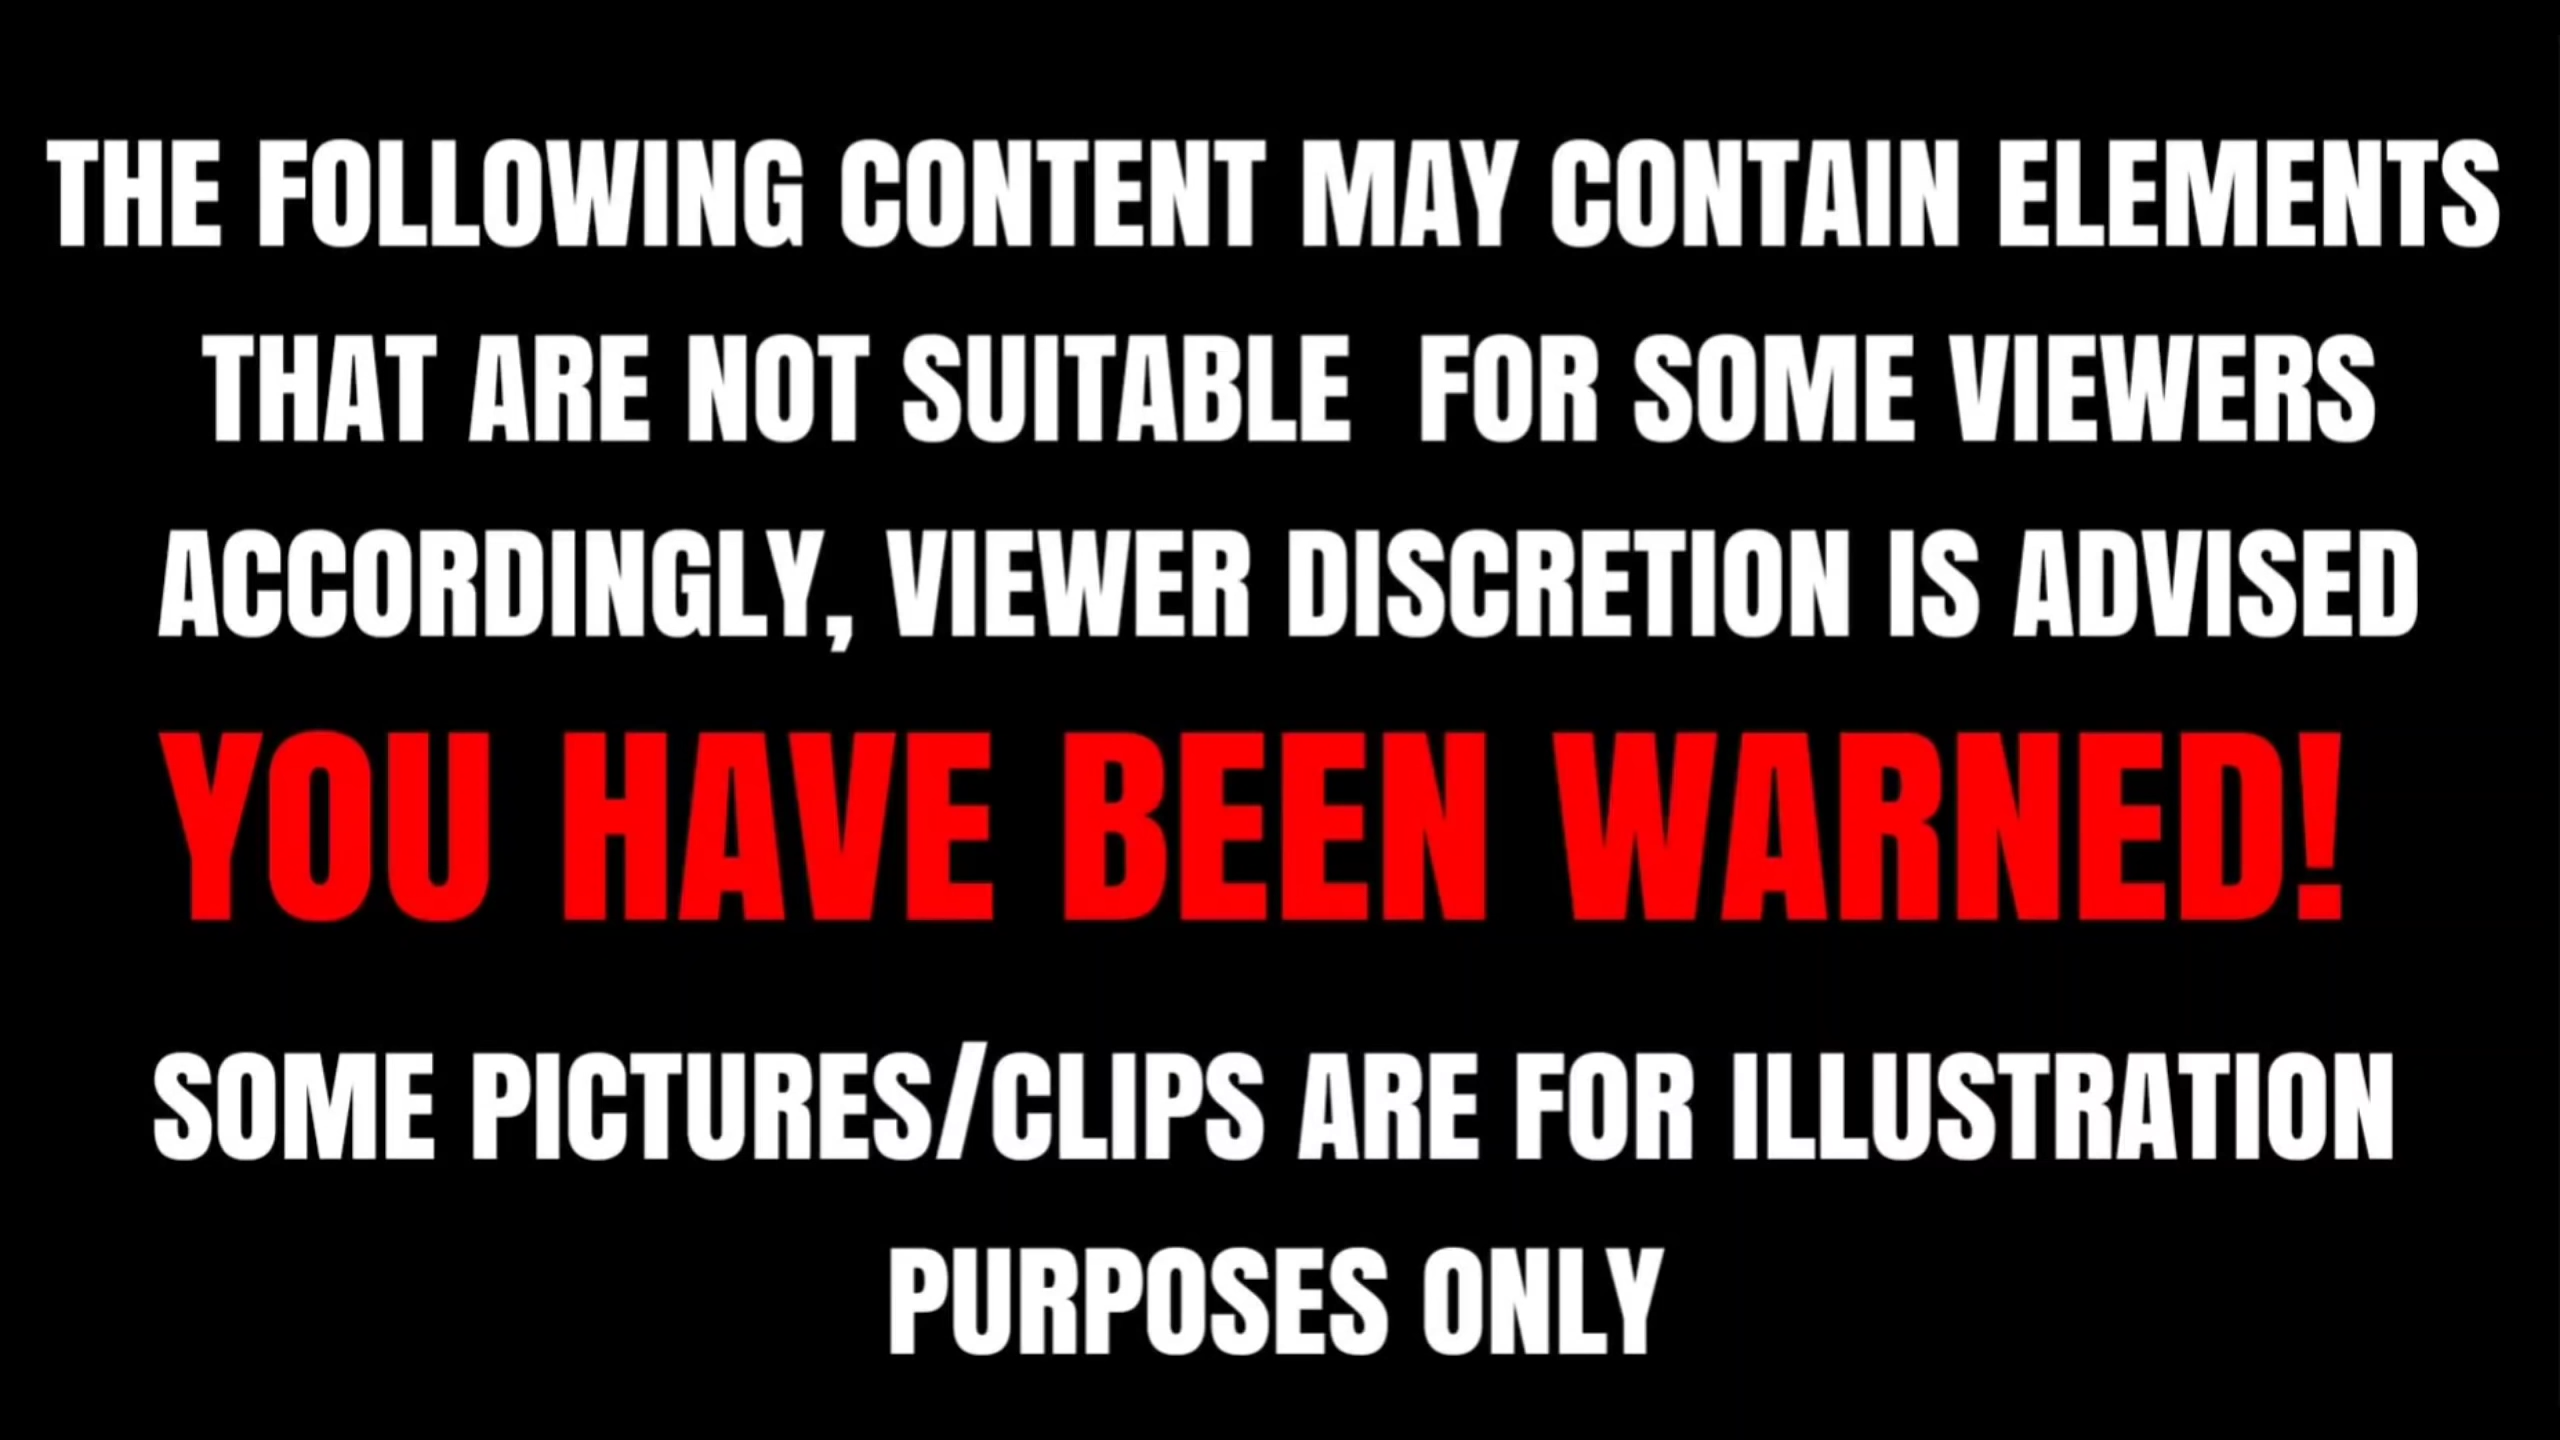 THE FOLLOWING CONTENT MAY CONTAIN ELEMENTS
THAT ARE NOT SUITABLE  FOR SOME VIEWERS
ACCORDINGLY, VIEWER DISCRETION IS ADVISED
YOU HAVE BEEN WARNED!
SOME PICTURES/CLIPS ARE FOR ILLUSTRATION
PURPOSES ONLY